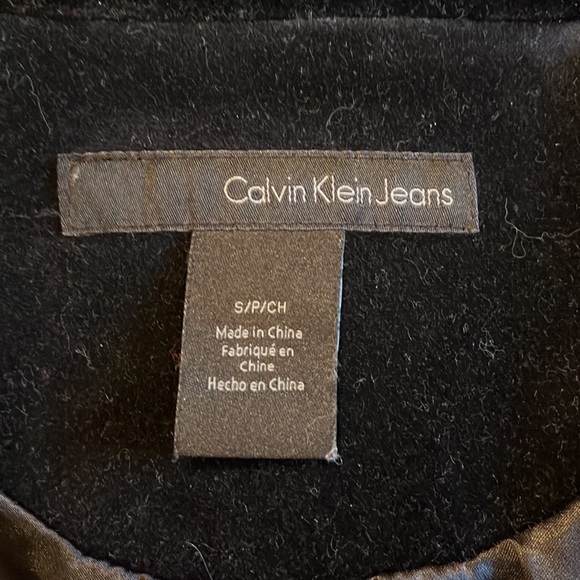 Calvin Klein Jeans
S/P/CH
Made in China
Fabriqué en
Chine
Hecho en China